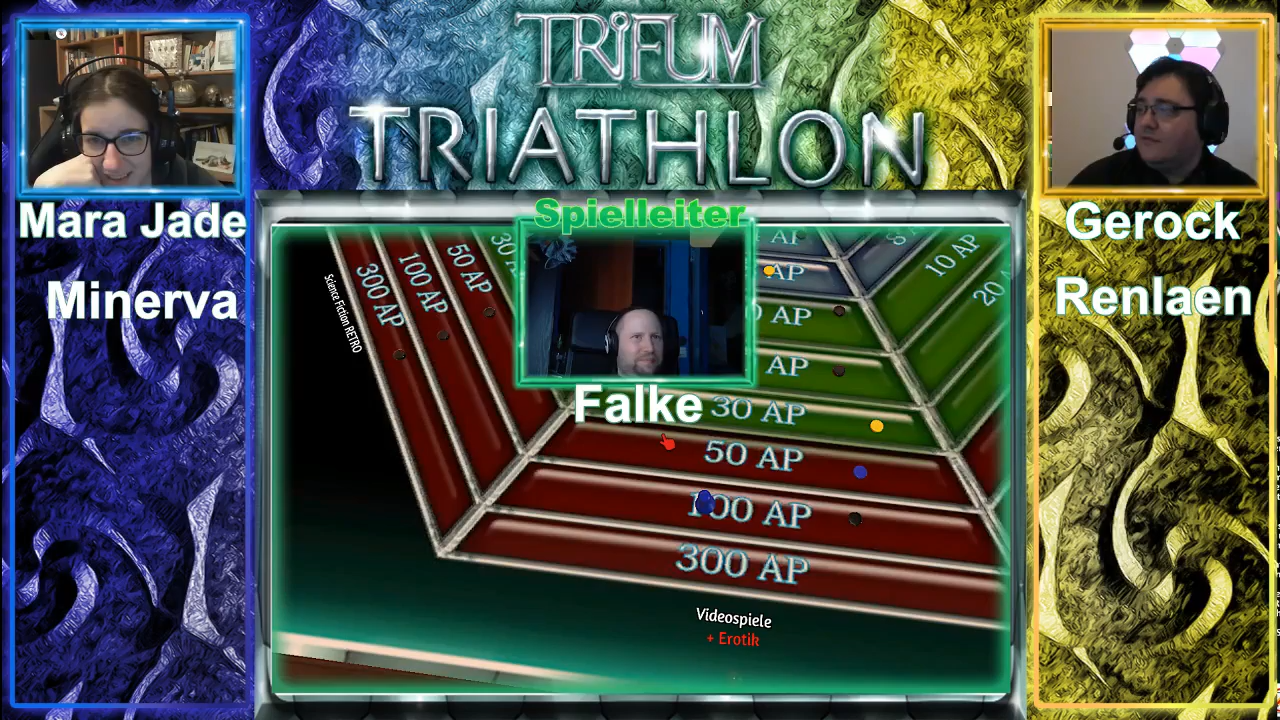 TRiFUM
TRIATHLON
Spielleiter
Mara Jade
Minerva
Gerock
Renlaen
Falke
Science Fiction RETRO
300 AP
100 AP
50 AP
AP
AP
AP
AP
10 AP
20
30 AP
50 AP
100 AP
300 AP
Videospiele
+ Erotik